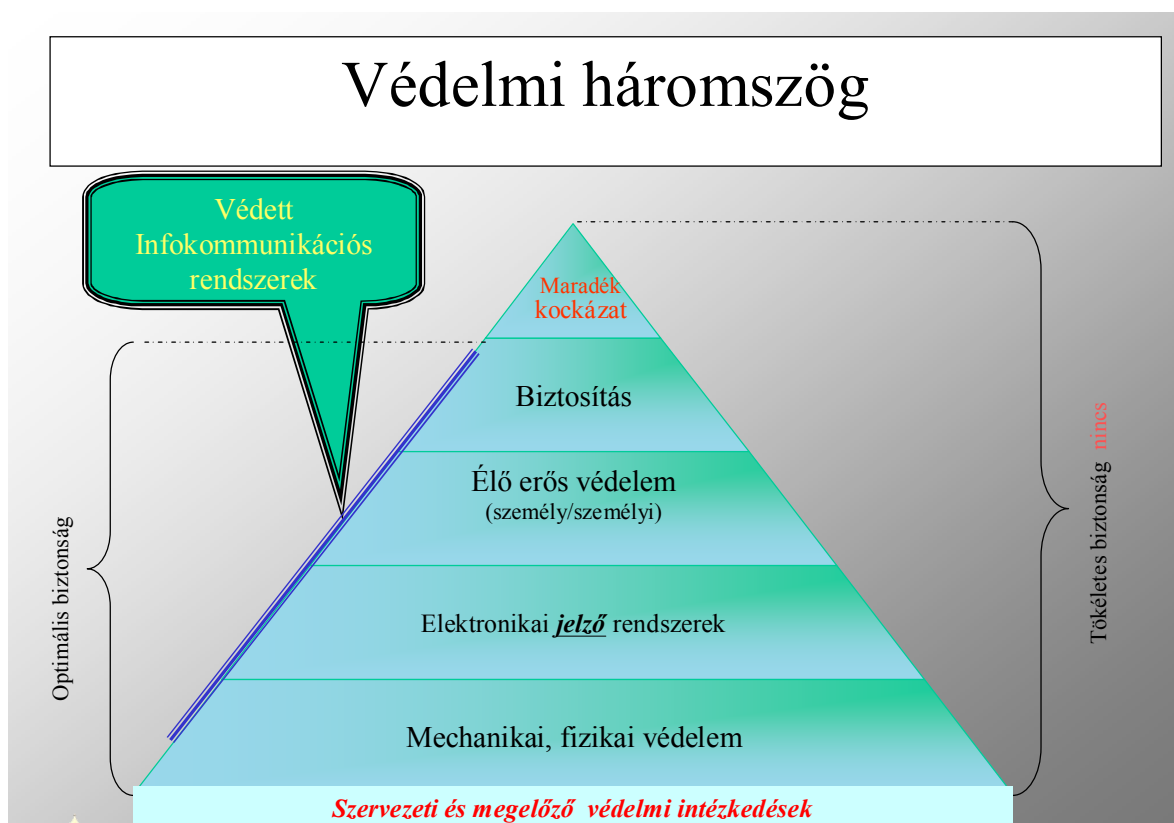 Védelmi háromszög
Védett
Infokommunikációs
rendszerek
Maradék
kockázat
Biztosítás
Élő erős védelem
(személy/személyi)
Elektronikai jelző rendszerek
Mechanikai, fizikai védelem
Szervezeti és megelőző védelmi intézkedések
Optimális biztonság
Tökéletes biztonság nincs